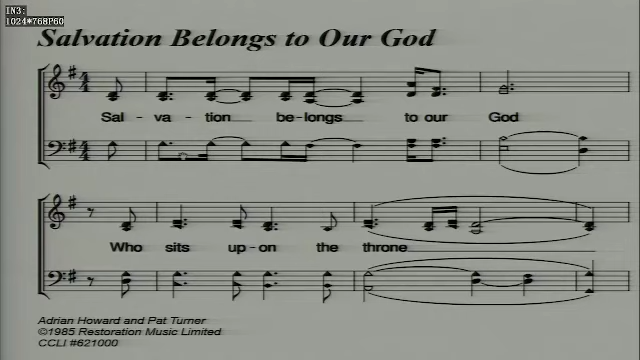 IN3:
1024*768P60
Salvation Belongs to Our God
Sal - va - tion be-longs to our God
Who sits up-on the throne
Adrian Howard and Pat Turner
©1985 Restoration Music Limited
CCLI #621000